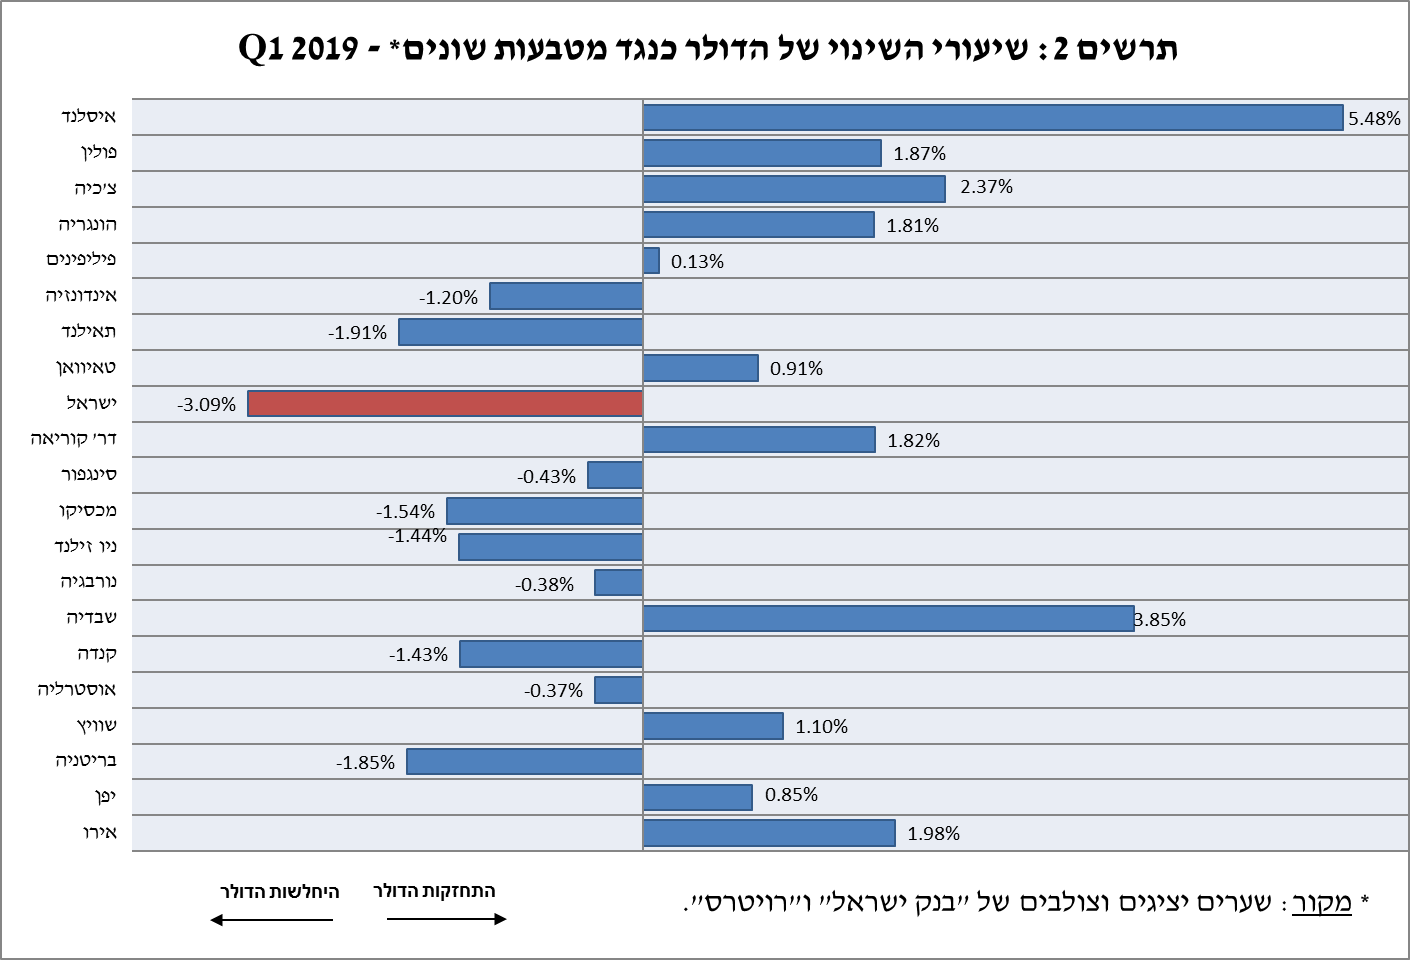 תרשים 2 : שיעורי השינוי של הדולר כנגד מטבעות שונים* - Q1 2019
איסלנד 5.48%
פולין 1.87%
צ'כיה 2.37%
הונגריה 1.81%
פיליפינים 0.13%
אינדונזיה -1.20%
תאילנד -1.91%
טאיוואן 0.91%
ישראל -3.09%
דר' קוריאה 1.82%
סינגפור -0.43%
מכסיקו -1.54%
ניו זילנד -1.44%
נורבגיה -0.38%
שבדיה 3.85%
קנדה -1.43%
אוסטרליה -0.37%
שוויץ 1.10%
בריטניה -1.85%
יפן 0.85%
אירו 1.98%
התחזקות הדולר
היחלשות הדולר
* מקור : שערים יציגים וצולבים של "בנק ישראל" ו"רויטרס".